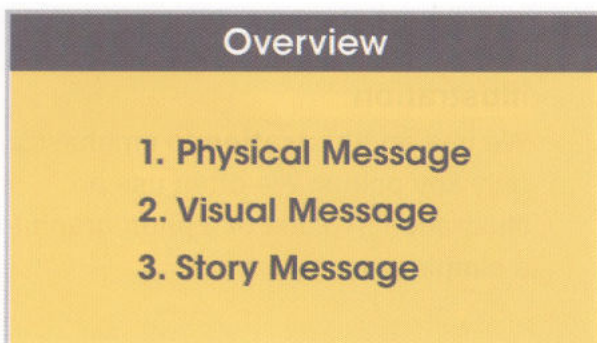 Overview
1. Physical Message
2. Visual Message
3. Story Message